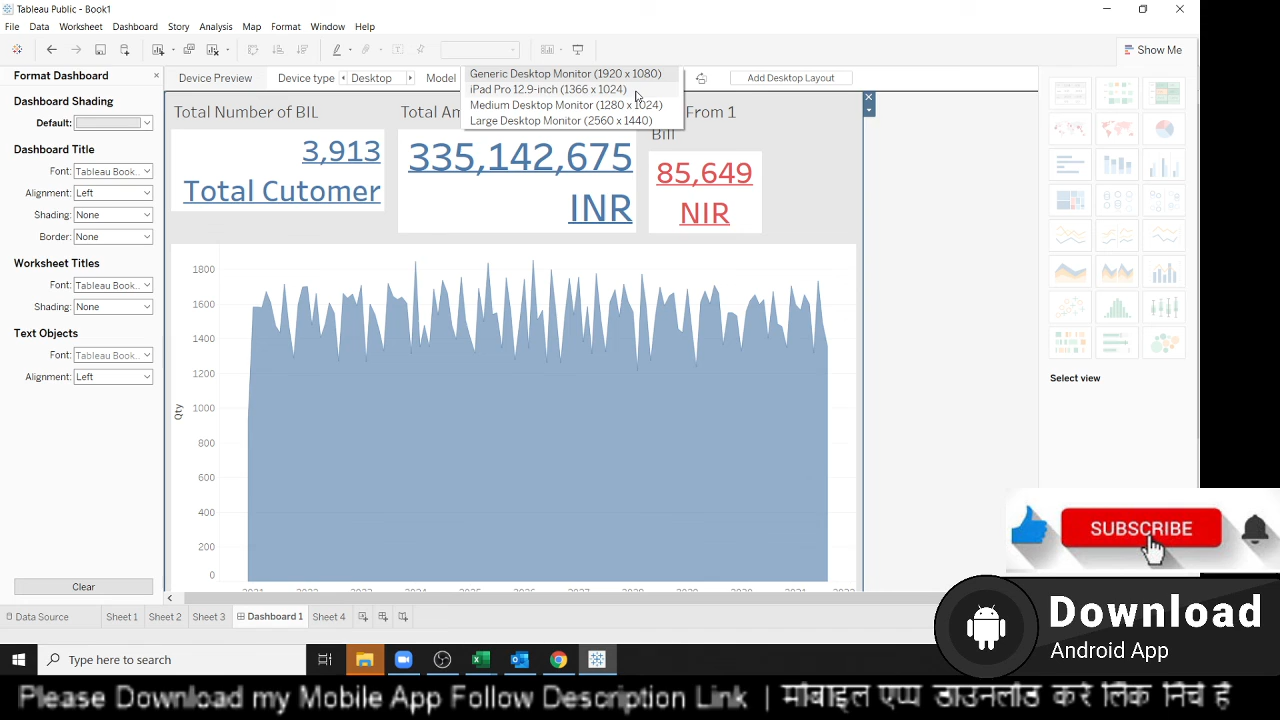 Tableau Public - Book1
File Data Worksheet Dashboard Story Analysis Map Format Window Help
Show Me
Format Dashboard
Device Preview Device type Desktop Model
Generic Desktop Monitor (1920 x 1080)
iPad Pro 12.9-inch (1366 x 1024)
Medium Desktop Monitor (1280 x 1024)
Large Desktop Monitor (2560 x 1440)
Add Desktop Layout
Dashboard Shading
Default:
Dashboard Title
Font: Tableau Book..
Alignment: Left
Shading: None
Border: None
Worksheet Titles
Font: Tableau Book..
Shading: None
Text Objects
Font: Tableau Book..
Alignment: Left
Clear
Total Number of BIL
3,913
Total Cutomer
Total Am
335,142,675
INR
From 1
Bill
85,649
NIR
Qty
1800
1600
1400
1200
1000
800
600
400
200
0
Select view
SUBSCRIBE
Data Source Sheet 1 Sheet 2 Sheet 3 Dashboard 1 Sheet 4
Download
Android App
Type here to search
Please Download my Mobile App Follow Description Link | मोबाइल एप्प डाउनलोड करे लिंक निचे है